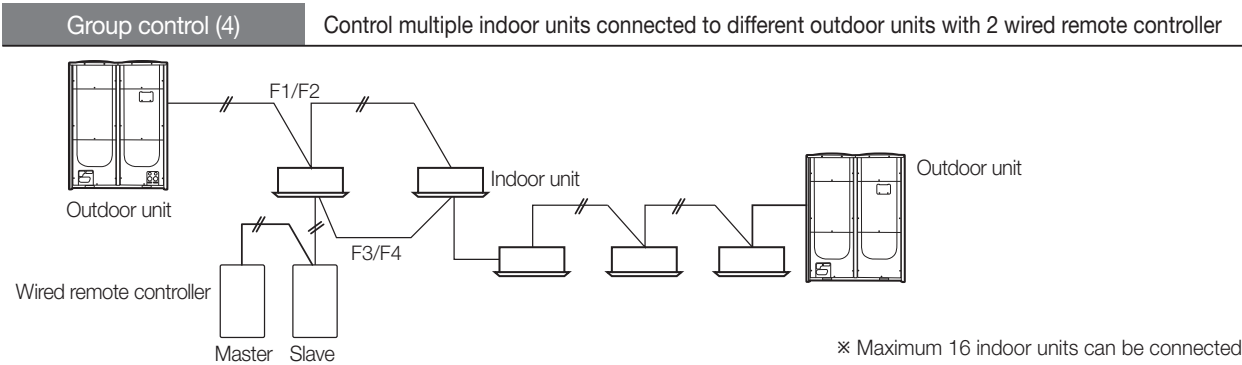 Group control (4)
Control multiple indoor units connected to different outdoor units with 2 wired remote controller
F1/F2
Indoor unit
Outdoor unit
Outdoor unit
F3/F4
Wired remote controller
Master Slave
※ Maximum 16 indoor units can be connected